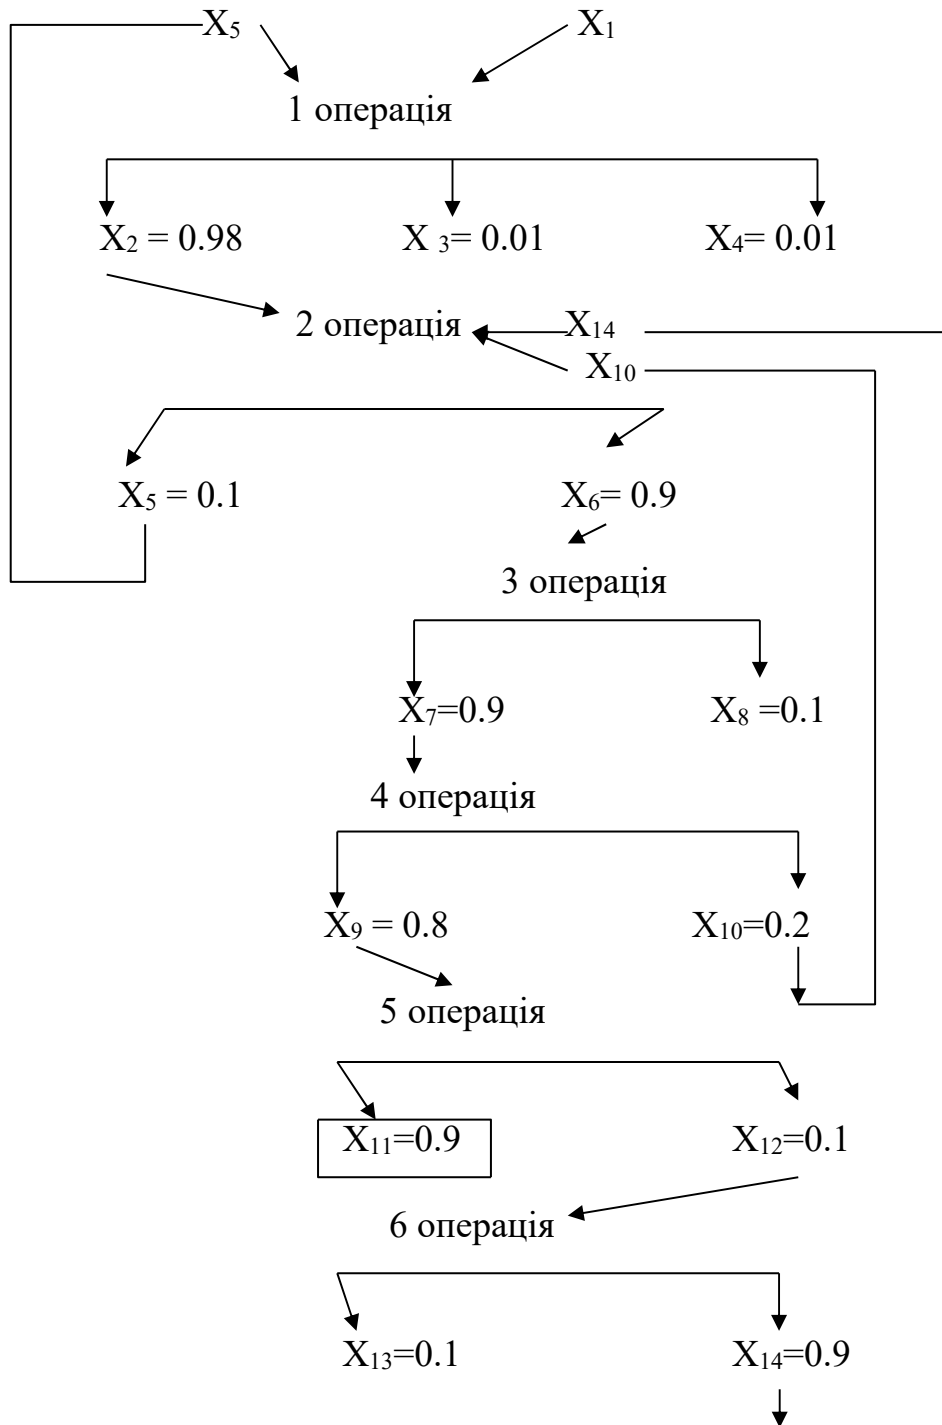 X₅ X₁
1 операція
X₂ = 0.98 X ₃= 0.01 X₄= 0.01
2 операція X₁₄
X₁₀
X₅ = 0.1 X₆= 0.9
3 операція
X₇=0.9 X₈ =0.1
4 операція
X₉ = 0.8 X₁₀=0.2
5 операція
X₁₁=0.9 X₁₂=0.1
6 операція
X₁₃=0.1 X₁₄=0.9